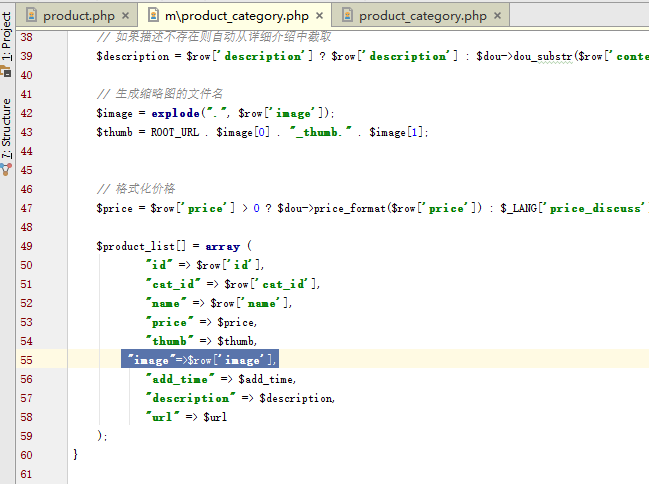 product.php × m\product_category.php × product_category.php ×
1: Project
7: Structure
38 // 如果描述不存在则自动从详细介绍中截取
39 $description = $row['description'] ? $row['description'] : $dou->dou_substr($row['conte
40
41 // 生成缩略图的文件名
42 $image = explode(".", $row['image']);
43 $thumb = ROOT_URL . $image[0] . "_thumb." . $image[1];
44
45
46 // 格式化价格
47 $price = $row['price'] > 0 ? $dou->price_format($row['price']) : $_LANG['price_discuss'
48
49 $product_list[] = array (
50 "id" => $row['id'],
51 "cat_id" => $row['cat_id'],
52 "name" => $row['name'],
53 "price" => $price,
54 "thumb" => $thumb,
55 "image"=>$row['image'],
56 "add_time" => $add_time,
57 "description" => $description,
58 "url" => $url
59 );
60 }
61